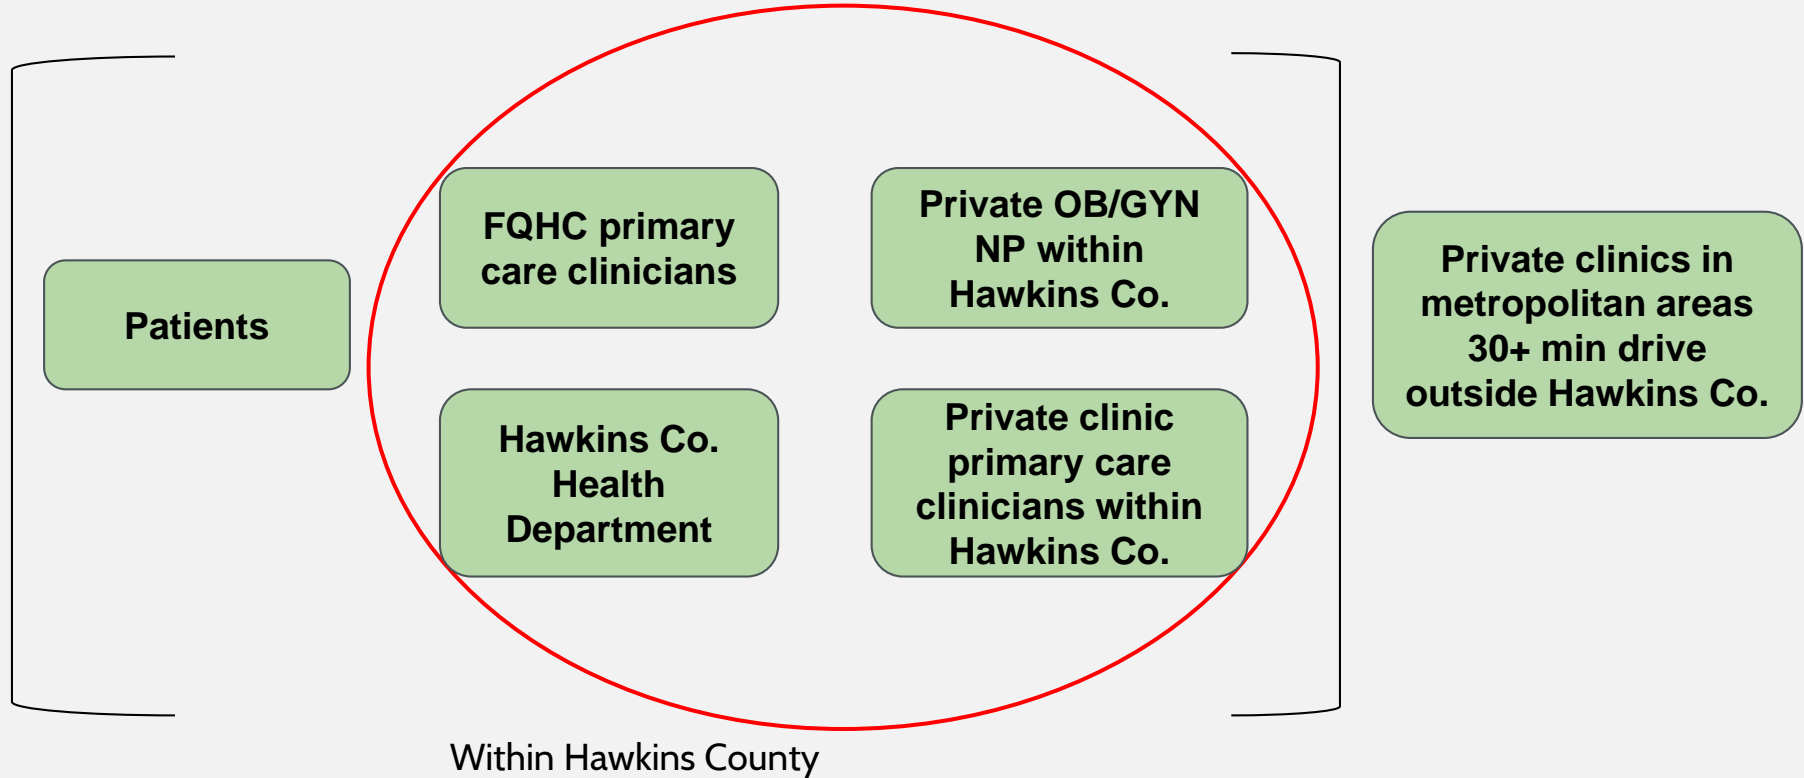 Patients
FQHC primary
care clinicians
Private OB/GYN
NP within
Hawkins Co.
Hawkins Co.
Health
Department
Private clinic
primary care
clinicians within
Hawkins Co.
Private clinics in
metropolitan areas
30+ min drive
outside Hawkins Co.
Within Hawkins County